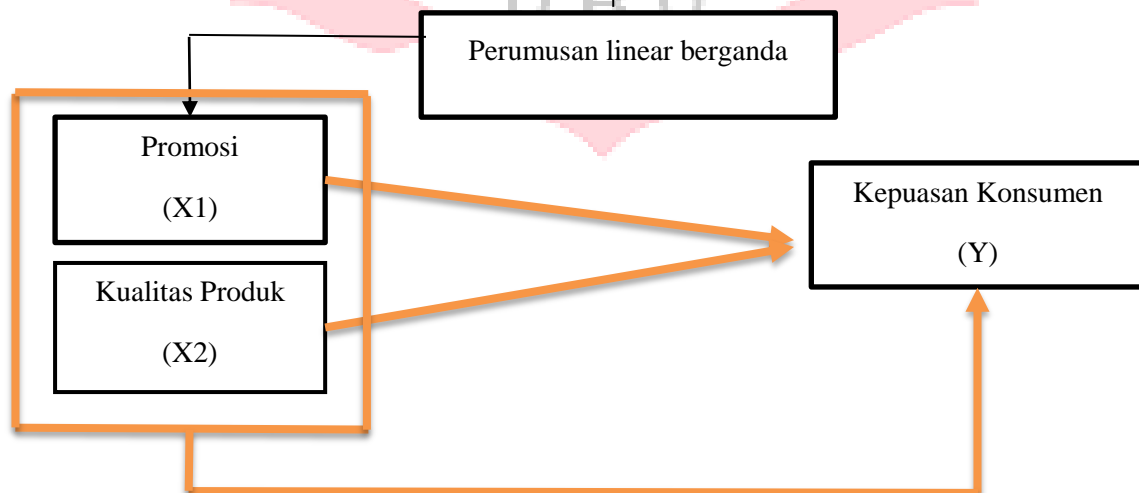 Perumusan linear berganda
Promosi
(X1)
Kualitas Produk
(X2)
Kepuasan Konsumen
(Y)